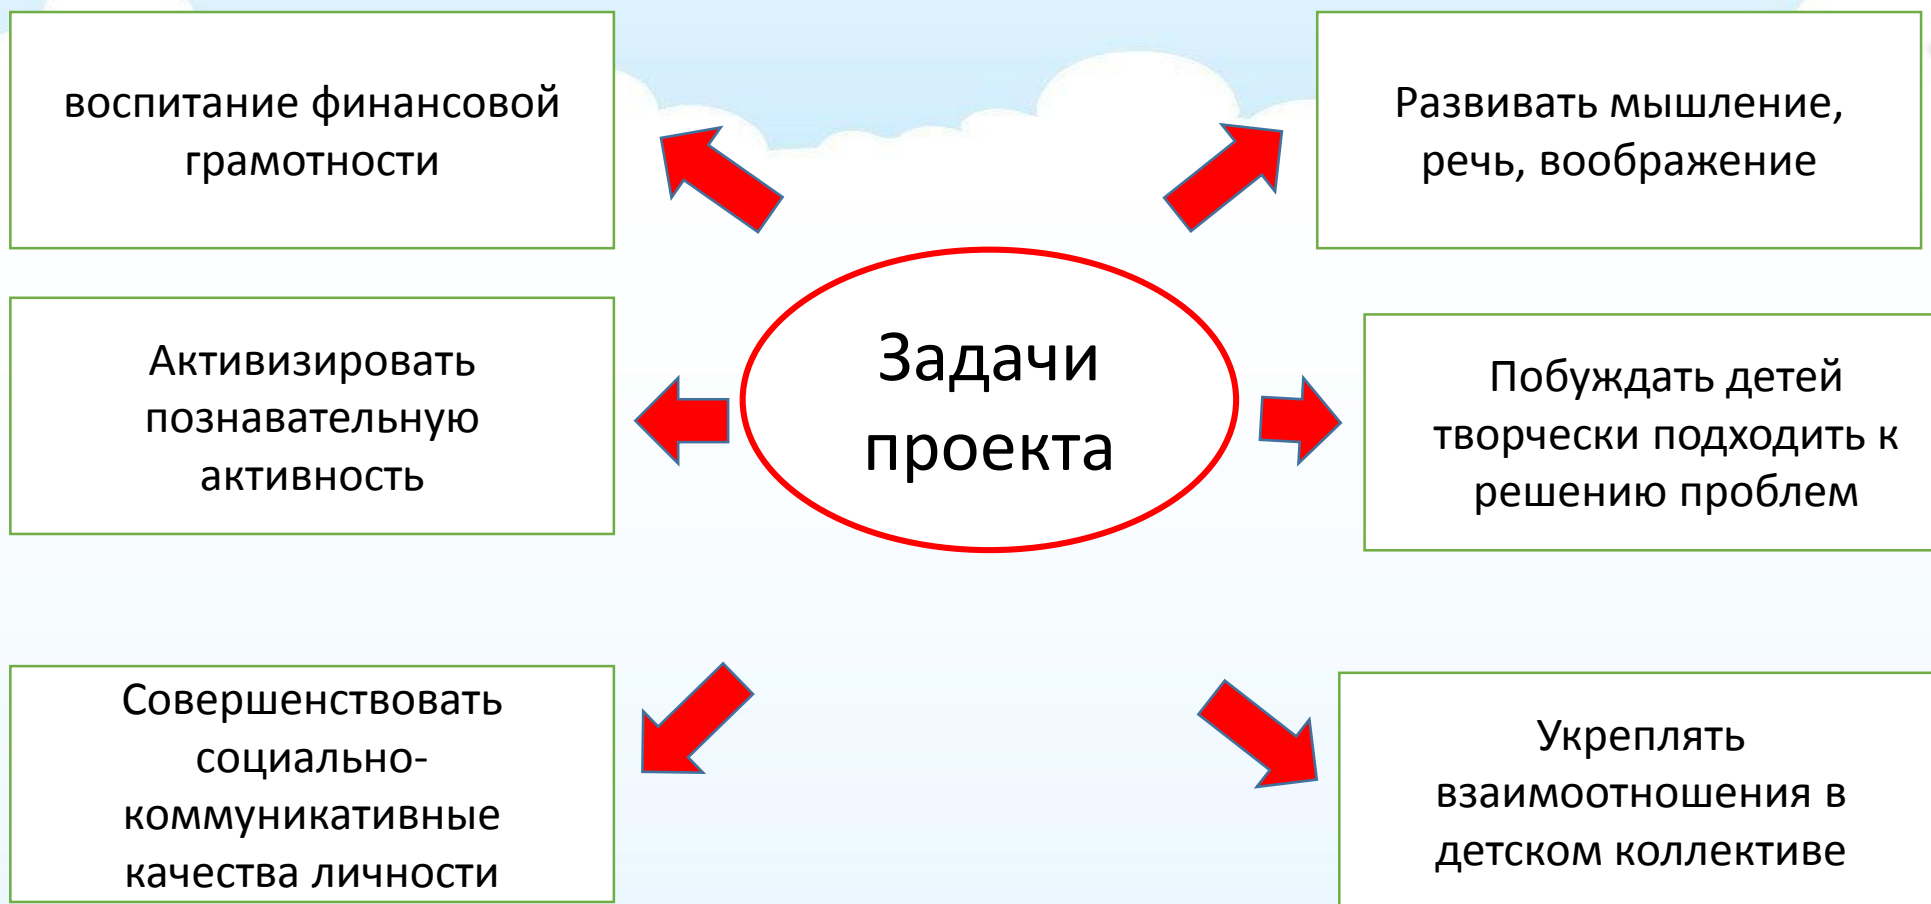 воспитание финансовой
грамотности
Развивать мышление,
речь, воображение
Задачи
проекта
Активизировать
познавательную
активность
Побуждать детей
творчески подходить к
решению проблем
Совершенствовать
социально-
коммуникативные
качества личности
Укреплять
взаимоотношения в
детском коллективе